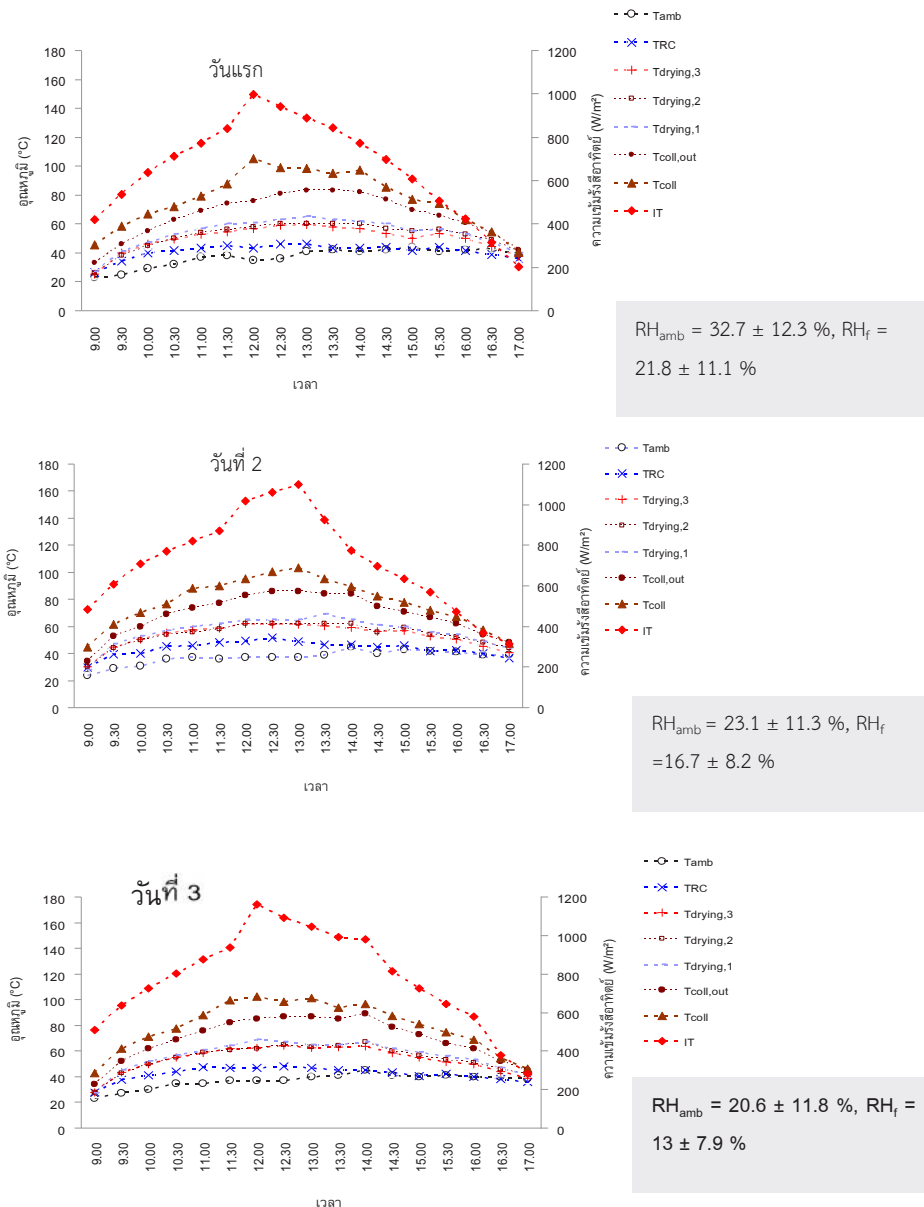 วันแรก
180
160
140
120
100
80
60
40
20
0
อุณหภูมิ (°C)
1200
1000
800
600
400
200
0
ความเข้มรังสีอาทิตย์ (W/m²)
9.00 9.30 10.00 10.30 11.00 11.30 12.00 12.30 13.00 13.30 14.00 14.30 15.00 15.30 16.00 16.30 17.00
เวลา
Tamb
TRC
Tdrying,3
Tdrying,2
Tdrying,1
Tcoll,out
Tcoll
IT
RHamb = 32.7 ± 12.3 %, RHf =
21.8 ± 11.1 %
วันที่ 2
180
160
140
120
100
80
60
40
20
0
อุณหภูมิ (°C)
1200
1000
800
600
400
200
0
ความเข้มรังสีอาทิตย์ (W/m²)
9.00 9.30 10.00 10.30 11.00 11.30 12.00 12.30 13.00 13.30 14.00 14.30 15.00 15.30 16.00 16.30 17.00
เวลา
Tamb
TRC
Tdrying,3
Tdrying,2
Tdrying,1
Tcoll,out
Tcoll
IT
RHamb = 23.1 ± 11.3 %, RHf
=16.7 ± 8.2 %
วันที่ 3
180
160
140
120
100
80
60
40
20
0
อุณหภูมิ (°C)
1200
1000
800
600
400
200
0
ความเข้มรังสีอาทิตย์ (W/m²)
9.00 9.30 10.00 10.30 11.00 11.30 12.00 12.30 13.00 13.30 14.00 14.30 15.00 15.30 16.00 16.30 17.00
เวลา
Tamb
TRC
Tdrying,3
Tdrying,2
Tdrying,1
Tcoll,out
Tcoll
IT
RHamb = 20.6 ± 11.8 %, RHf =
13 ± 7.9 %